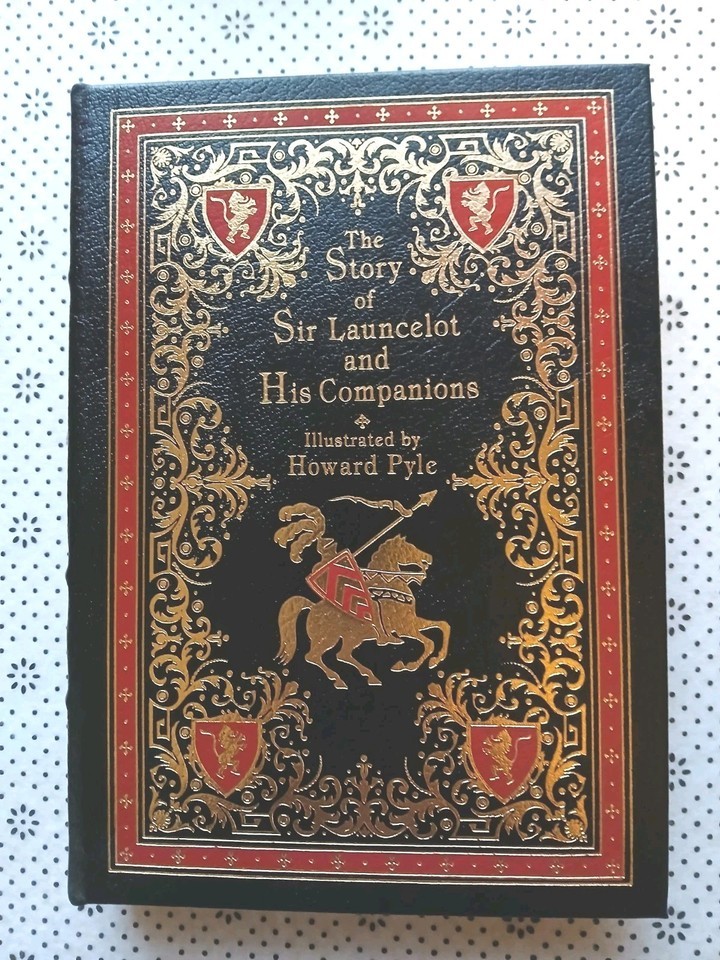 The
Story
of
Sir Launcelot
and
His Companions
Illustrated by
Howard Pyle